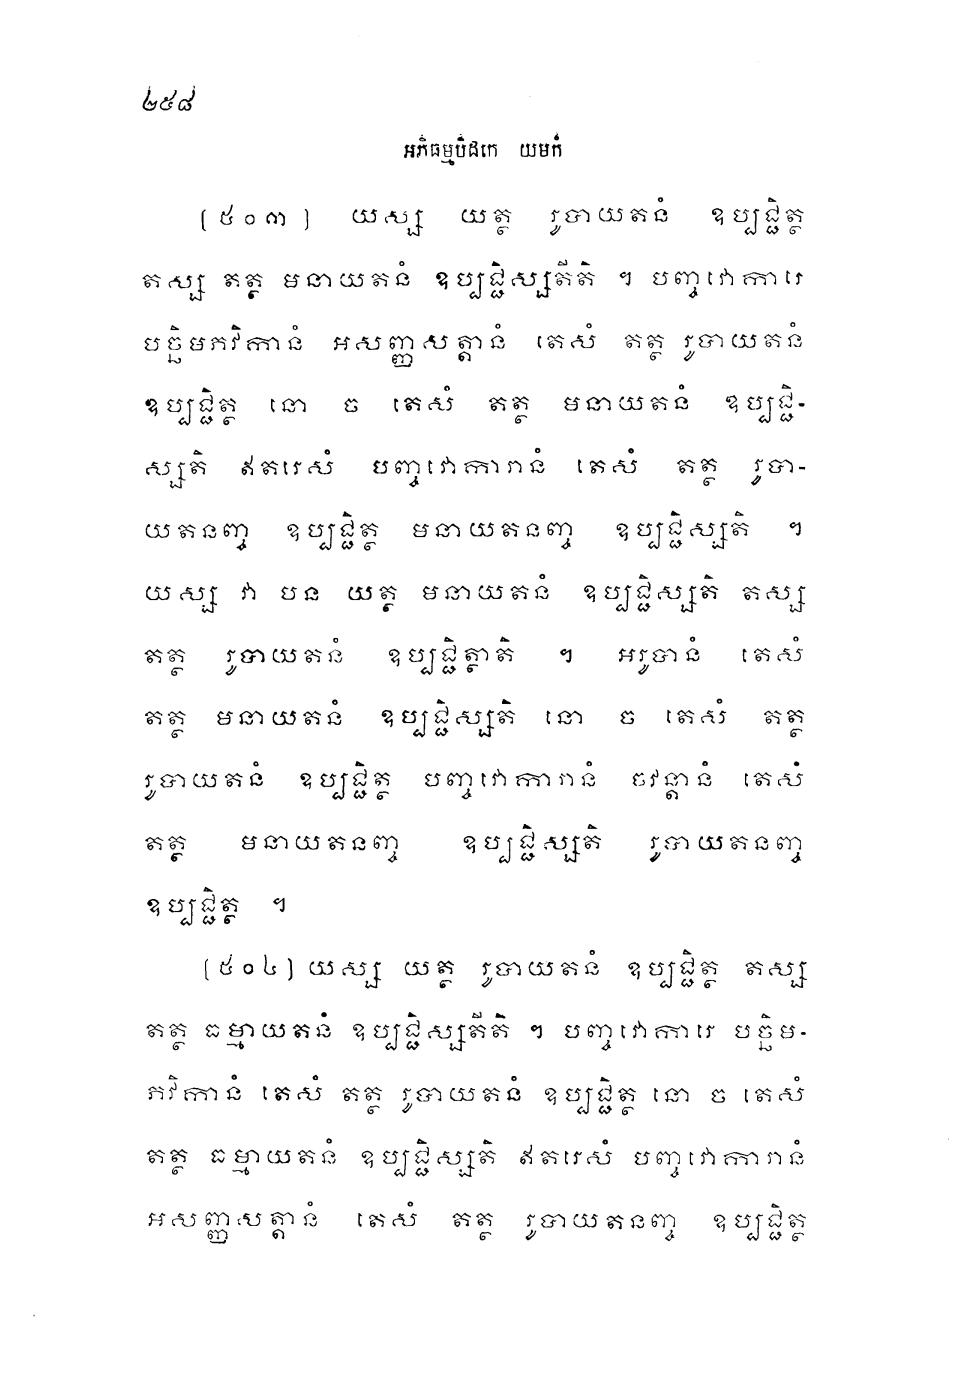 ២៥៨
អភិធម្មបិដកេ យមកំ
(៥០៣) យស្ស យត្ថ រូបាយតនំ ឧប្បជ្ជិត្ថ
តស្ស តត្ថ មនាយតនំ ឧប្បជ្ជិស្សតីតិ ។ បញ្ចវោការេ
បច្ឆិមភវិកានំ អសញ្ញសត្តានំ តេសំ តត្ថ រូបាយតនំ
ឧប្បជ្ជិត្ថ នោ ច តេសំ តត្ថ មនាយតនំ ឧប្បជ្ជិ-
ស្សតិ ឥតរេសំ បញ្ចវោការានំ តេសំ តត្ថ រូបា-
យតនញ្ច ឧប្បជ្ជិត្ថ មនាយតនញ្ច ឧប្បជ្ជិស្សតិ ។
យស្ស វា បន យត្ថ មនាយតនំ ឧប្បជ្ជិស្សតិ តស្ស
តត្ថ រូបាយតនំ ឧប្បជ្ជិត្ថាតិ ។ អរូបានំ តេសំ
តត្ថ មនាយតនំ ឧប្បជ្ជិស្សតិ នោ ច តេសំ តត្ថ
រូបាយតនំ ឧប្បជ្ជិត្ថ បញ្ចវោការានំ ចវន្តានំ តេសំ
តត្ថ មនាយតនញ្ច ឧប្បជ្ជិស្សតិ រូបាយតនញ្ច
ឧប្បជ្ជិត្ថ ។
(៥០៤) យស្ស យត្ថ រូបាយតនំ ឧប្បជ្ជិត្ថ តស្ស
តត្ថ ធម្មាយតនំ ឧប្បជ្ជិស្សតីតិ ។ បញ្ចវោការេ បច្ឆិម-
ភវិកានំ តេសំ តត្ថ រូបាយតនំ ឧប្បជ្ជិត្ថ នោ ច តេសំ
តត្ថ ធម្មាយតនំ ឧប្បជ្ជិស្សតិ ឥតរេសំ បញ្ចវោការានំ
អសញ្ញសត្តានំ តេសំ តត្ថ រូបាយតនញ្ច ឧប្បជ្ជិត្ថ